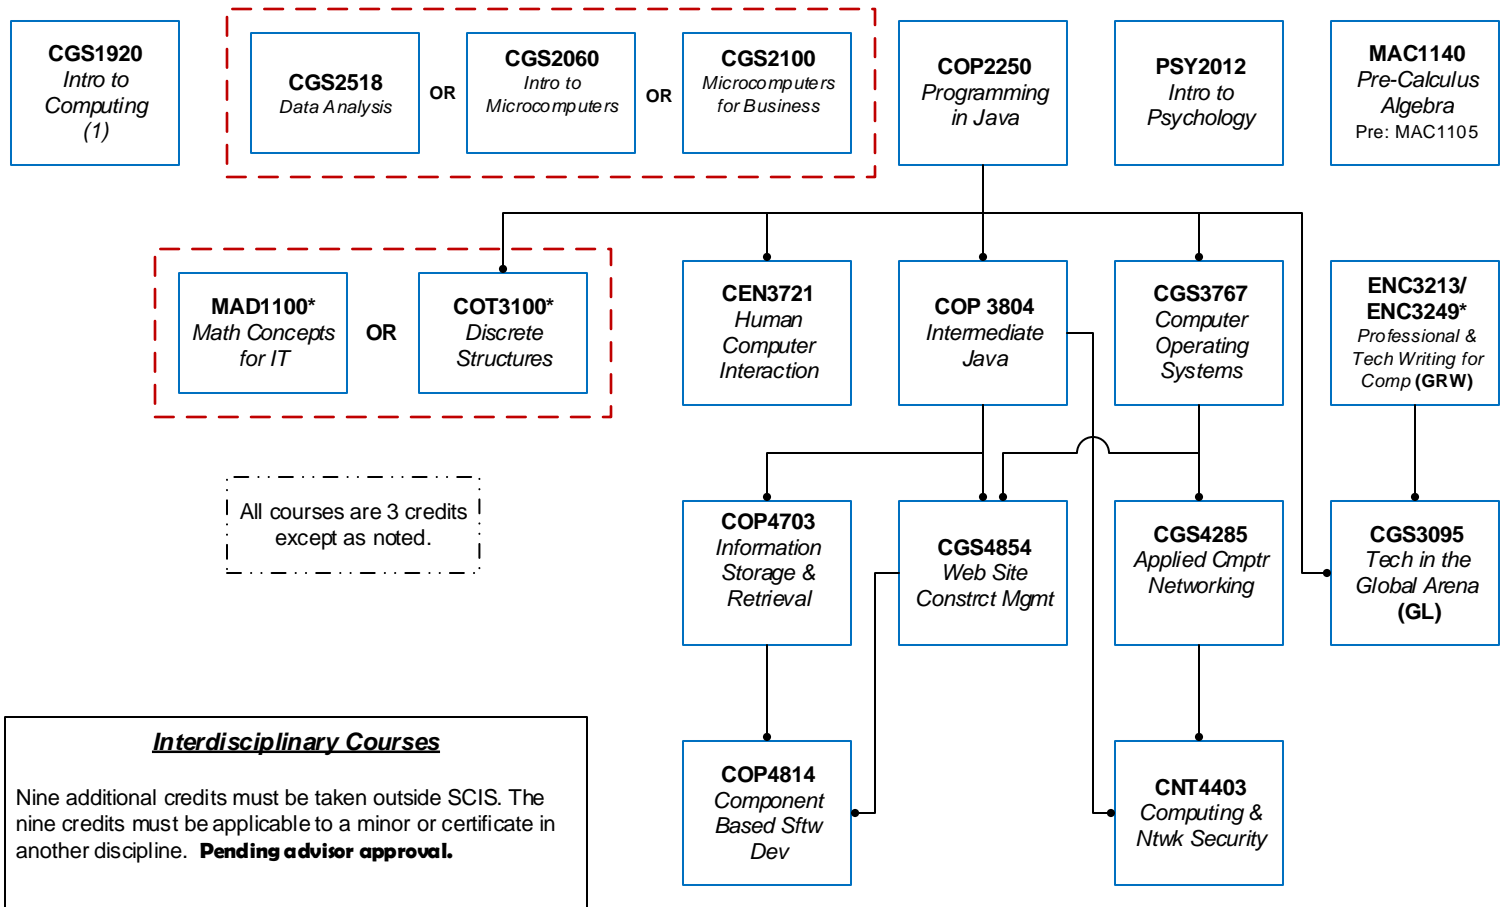 CGS1920
Intro to
Computing
(1)
CGS2518
Data Analysis
OR
CGS2060
Intro to
Microcomputers
OR
CGS2100
Microcomputers
for Business
COP2250
Programming
in Java
PSY2012
Intro to
Psychology
MAC1140
Pre-Calculus
Algebra
Pre: MAC1105
MAD1100*
Math Concepts
for IT
OR
COT3100*
Discrete
Structures
CEN3721
Human
Computer
Interaction
COP 3804
Intermediate
Java
CGS3767
Computer
Operating
Systems
ENC3213/
ENC3249*
Professional &
Tech Writing for
Comp (GRW)
All courses are 3 credits
except as noted.
COP4703
Information
Storage &
Retrieval
CGS4854
Web Site
Constrct Mgmt
CGS4285
Applied Cmptr
Networking
CGS3095
Tech in the
Global Arena
(GL)
Interdisciplinary Courses
Nine additional credits must be taken outside SCIS. The
nine credits must be applicable to a minor or certificate in
another discipline. Pending advisor approval.
COP4814
Component
Based Sftw
Dev
CNT4403
Computing &
Ntwk Security